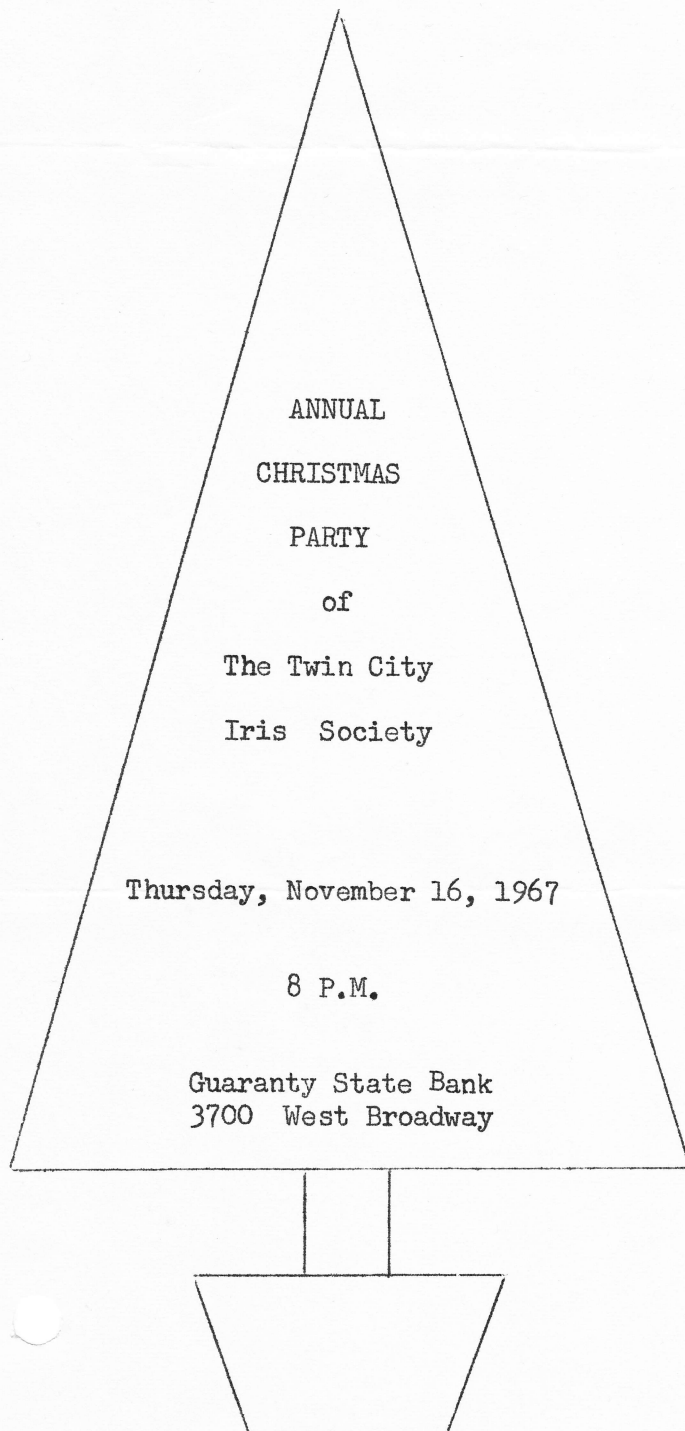 ANNUAL
CHRISTMAS
PARTY
of
The Twin City
Iris Society
Thursday, November 16, 1967
8 P.M.
Guaranty State Bank
3700 West Broadway